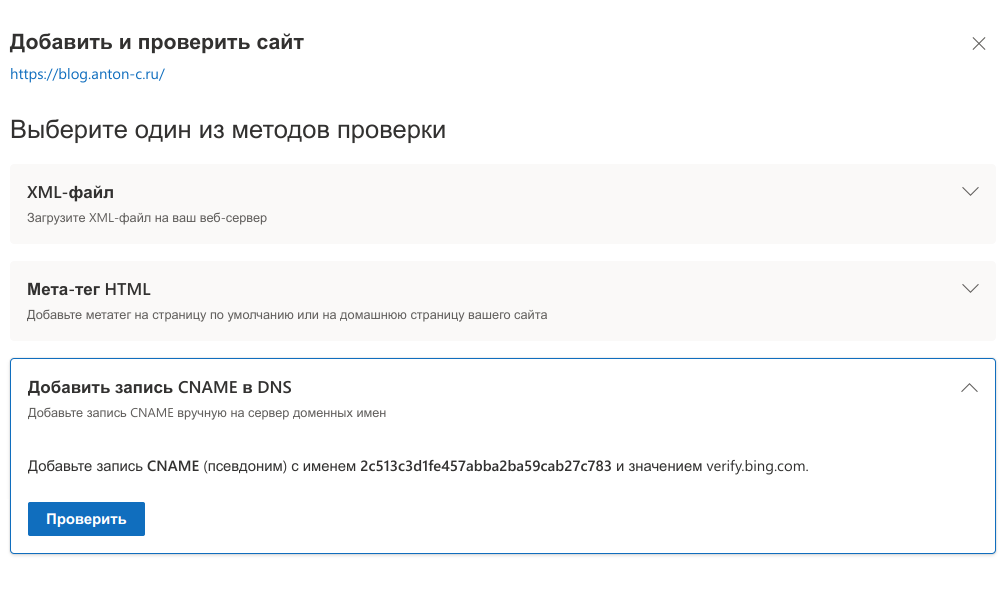 Добавить и проверить сайт
https://blog.anton-c.ru/
Выберите один из методов проверки
XML-файл
Загрузите XML-файл на ваш веб-сервер
Мета-тег HTML
Добавьте метатег на страницу по умолчанию или на домашнюю страницу вашего сайта
Добавить запись CNAME в DNS
Добавьте запись CNAME вручную на сервер доменных имен
Добавьте запись CNAME (псевдоним) с именем 2c513c3d1fe457abba2ba59cab27c783 и значением verify.bing.com.
Проверить